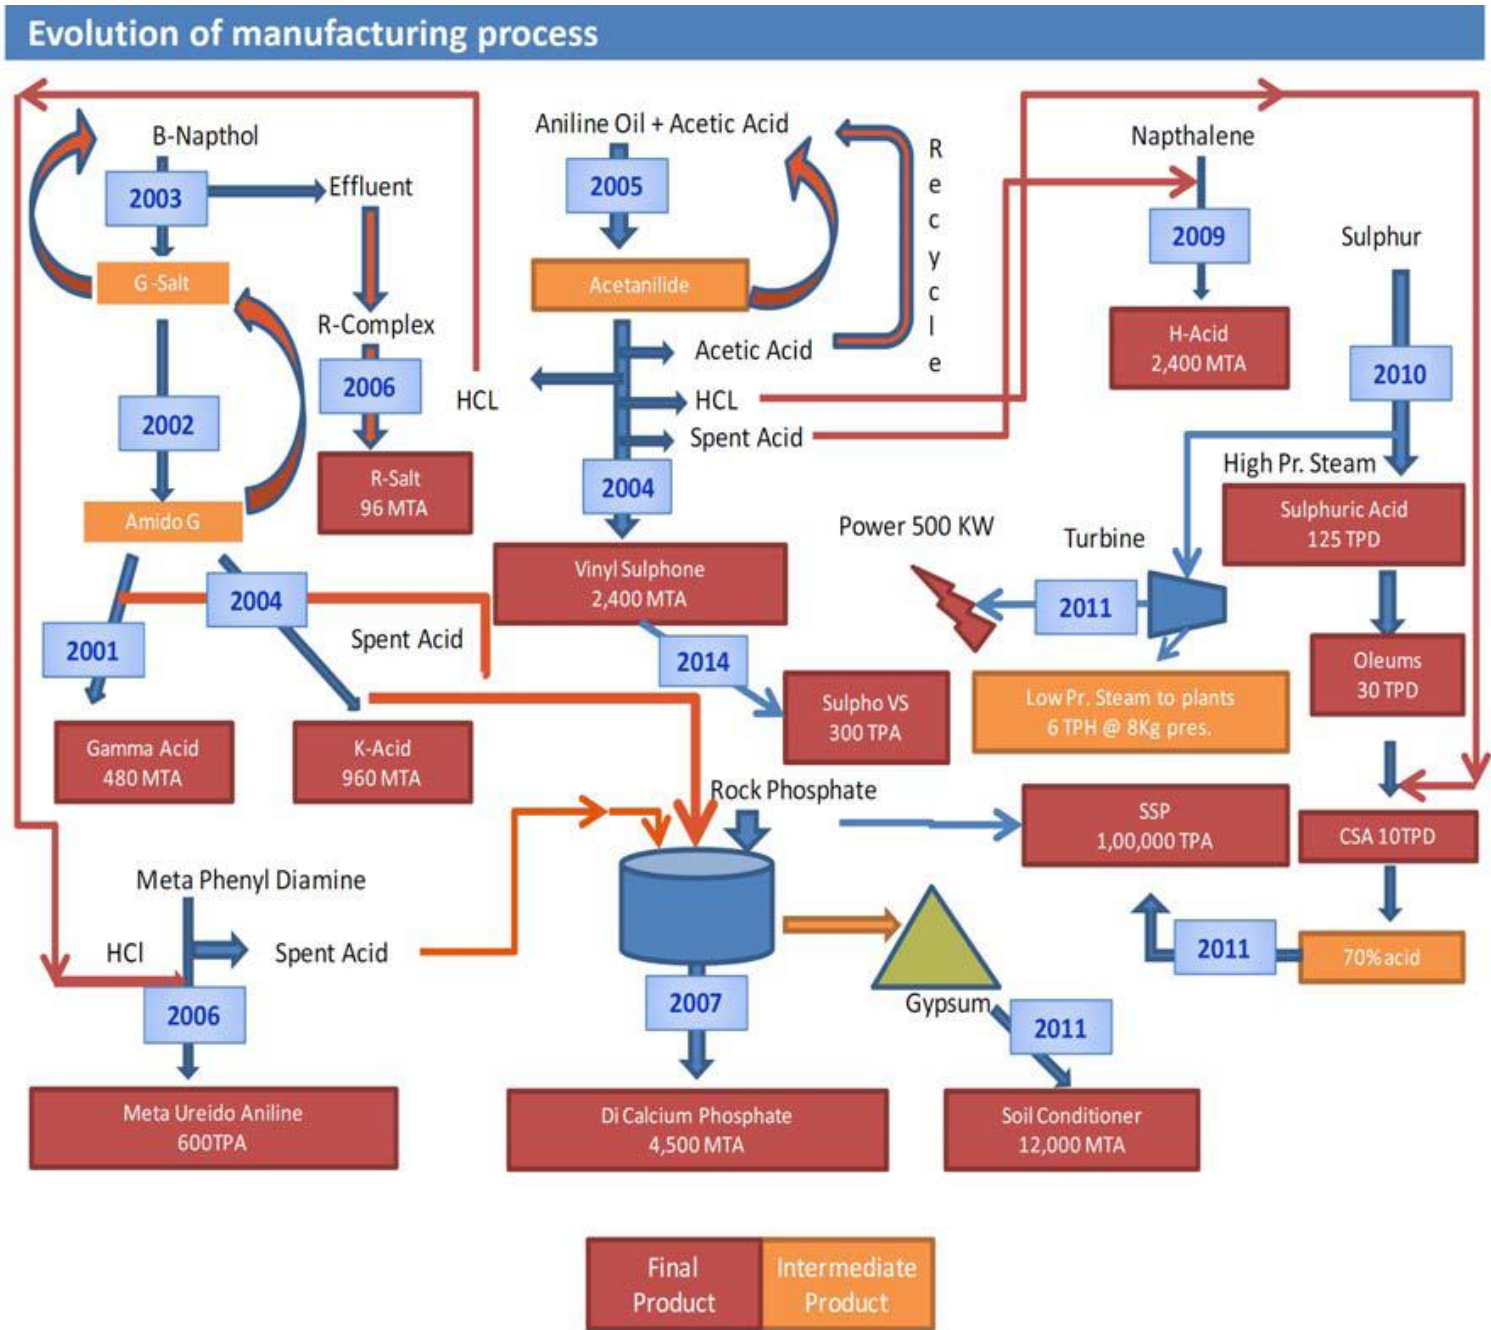 Evolution of manufacturing process
B-Napthol
2003
Effluent
G -Salt
R-Complex
2002
2006
R-Salt
96 MTA
Amido G
2004
2001
Spent Acid
Gamma Acid
480 MTA
K-Acid
960 MTA
Aniline Oil + Acetic Acid
2005
Recycle
Acetanilide
Acetic Acid
HCL
HCL
Spent Acid
2004
Vinyl Sulphone
2,400 MTA
2014
Sulpho VS
300 TPA
Napthalene
2009
H-Acid
2,400 MTA
Sulphur
2010
High Pr. Steam
Sulphuric Acid
125 TPD
Power 500 KW
Turbine
2011
Low Pr. Steam to plants
6 TPH @ 8Kg pres.
Oleums
30 TPD
Rock Phosphate
SSP
1,00,000 TPA
CSA 10TPD
2011
70% acid
Meta Phenyl Diamine
HCl
Spent Acid
2006
Meta Ureido Aniline
600TPA
2007
Di Calcium Phosphate
4,500 MTA
Gypsum
2011
Soil Conditioner
12,000 MTA
Final
Product
Intermediate
Product